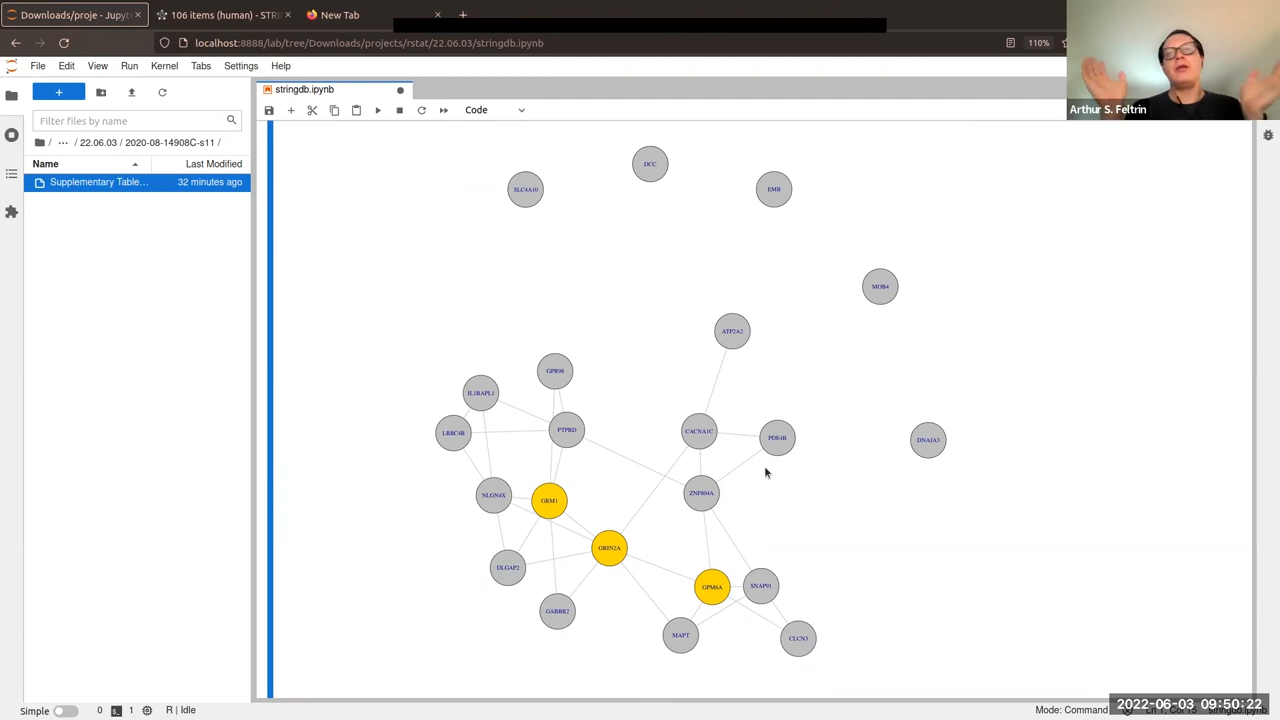 Downloads/proje - Jupyt
106 items (human) - STRI
New Tab
localhost:8888/lab/tree/Downloads/projects/rstat/22.06.03/stringdb.ipynb
110%
File Edit View Run Kernel Tabs Settings Help
stringdb.ipynb
Code
Filter files by name
/ ... / 22.06.03 / 2020-08-14908C-s11 /
Name Last Modified
Supplementary Table... 32 minutes ago
Arthur S. Feltrin
DCC
SLC4A10
EMB
MOB4
ATP2A2
GPR98
IL1RAPL1
PTPRD
LRRC4B
CACNA1C
PDE4B
DNAJA3
NLGN4X
GRM1
ZNF804A
GRIN2A
DLGAP2
GPM6A
SNAP91
GABBR2
MAPT
CLCN3
Simple 0 1 R | Idle
Mode: Command
2022-06-03 09:50:22